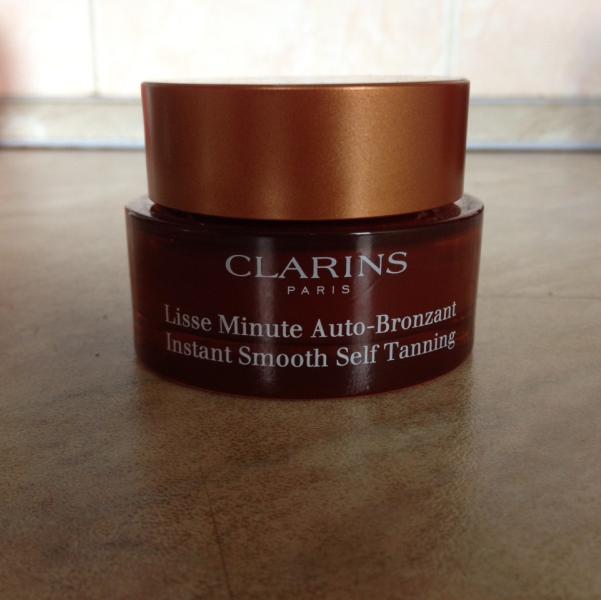 CLARINS
PARIS
Lisse Minute Auto-Bronzant
Instant Smooth Self Tanning